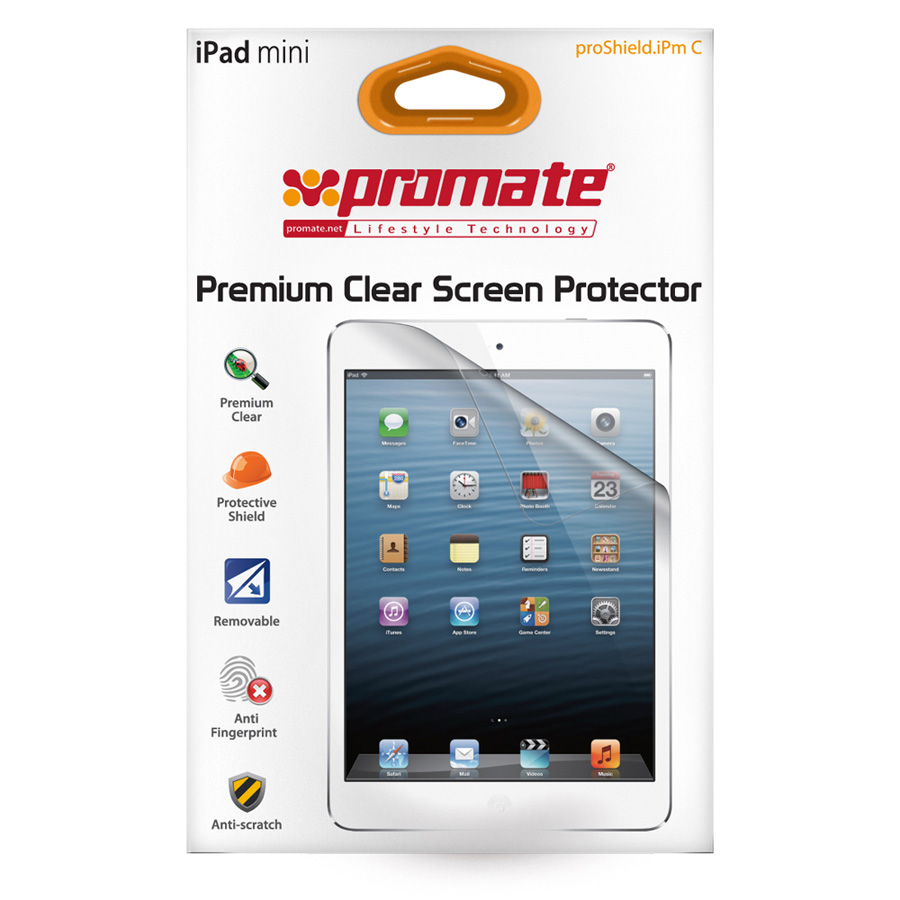 iPad mini
proShield.iPm C
promate®
promate.net Lifestyle Technology
Premium Clear Screen Protector
Premium
Clear
Protective
Shield
Removable
Anti
Fingerprint
Anti-scratch
iPad
AM
Messages FaceTime Photos Camera
Maps Clock Photo Booth Calendar
280
23
Contacts Notes Reminders Newsstand
iTunes App Store Game Center Settings
Safari Mail Videos Music